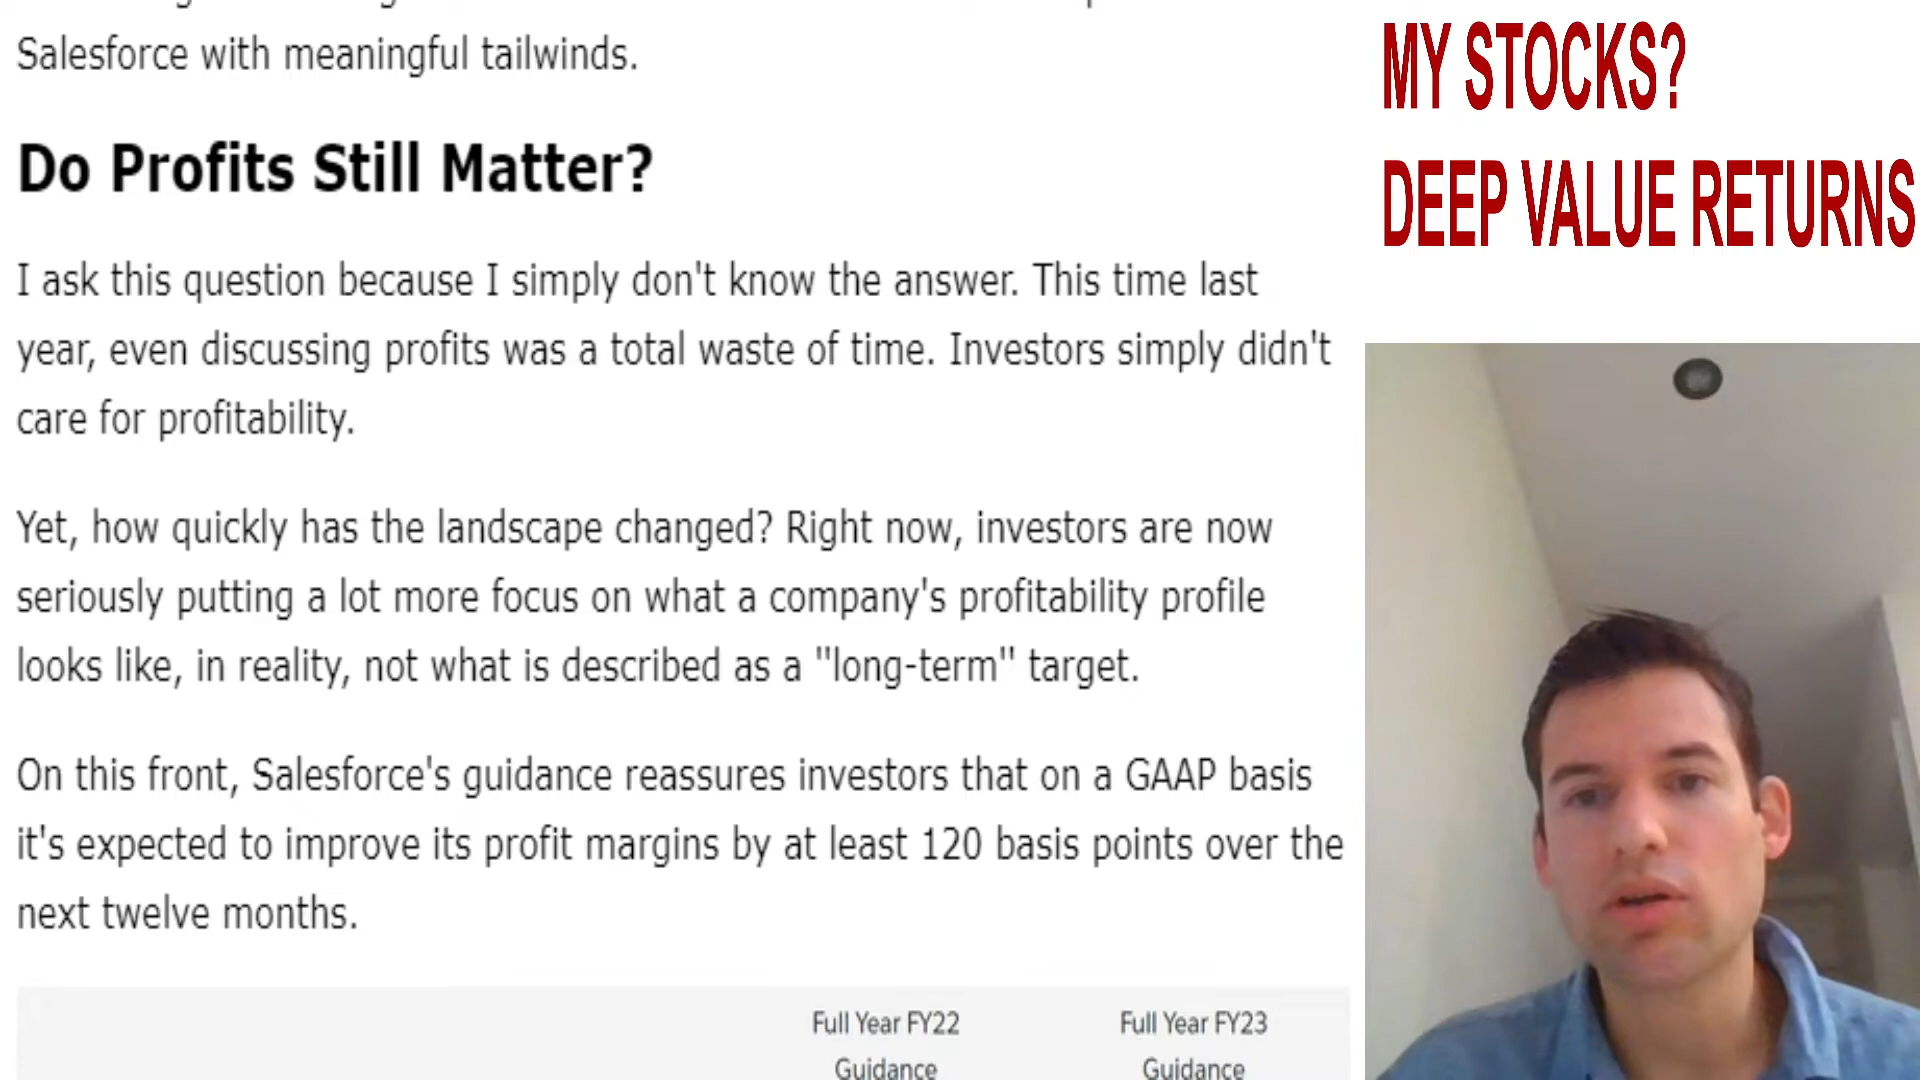 Salesforce with meaningful tailwinds.
Do Profits Still Matter?
I ask this question because I simply don't know the answer. This time last
year, even discussing profits was a total waste of time. Investors simply didn't
care for profitability.
Yet, how quickly has the landscape changed? Right now, investors are now
seriously putting a lot more focus on what a company's profitability profile
looks like, in reality, not what is described as a "long-term" target.
On this front, Salesforce's guidance reassures investors that on a GAAP basis
it's expected to improve its profit margins by at least 120 basis points over the
next twelve months.
Full Year FY22 Full Year FY23
Guidance Guidance
MY STOCKS?
DEEP VALUE RETURNS